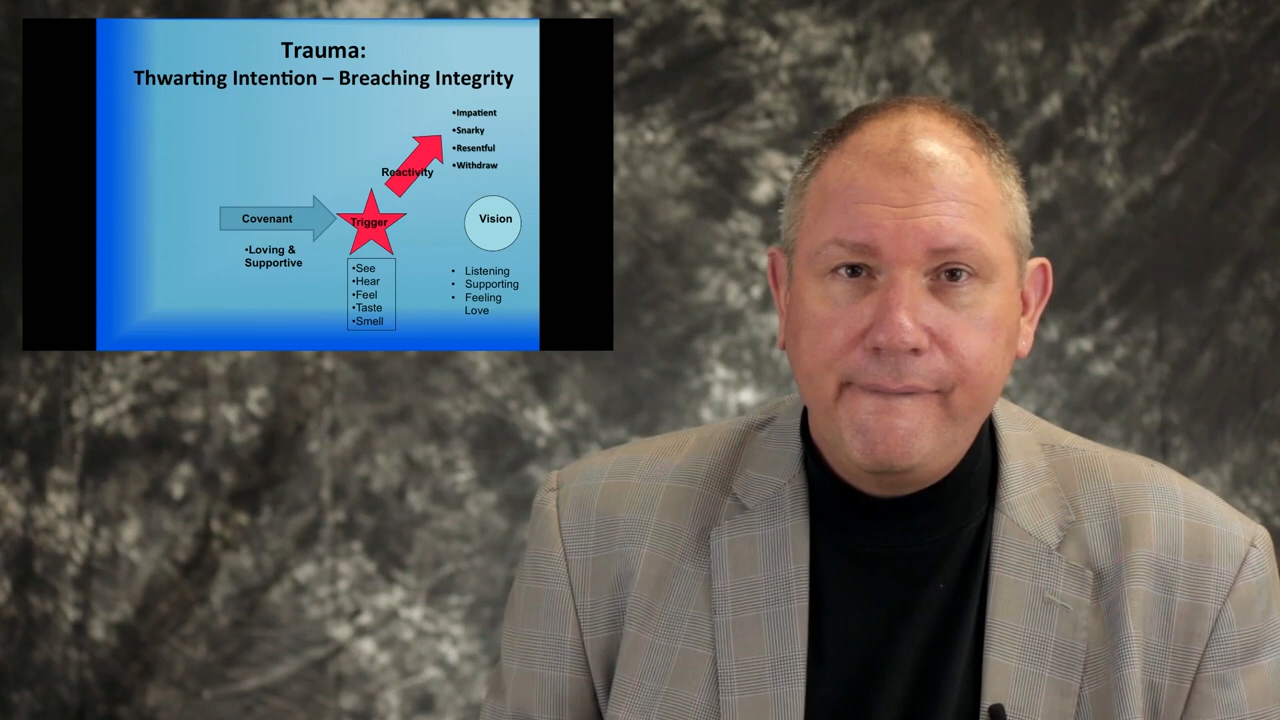 Trauma:
Thwarting Intention – Breaching Integrity
•Impatient
•Snarky
•Resentful
•Withdraw
Reactivity
Covenant
Trigger
Vision
•Loving &
Supportive
•See
•Hear
•Feel
•Taste
•Smell
• Listening
• Supporting
• Feeling
Love